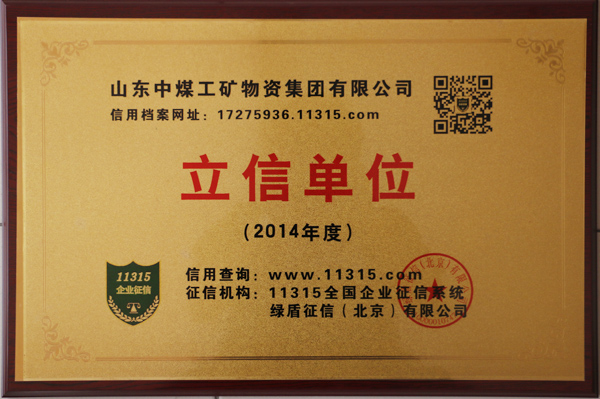 山东中煤工矿物资集团有限公司
信用档案网址：17275936.11315.com
立信单位
（2014年度）
11315
企业征信
信用查询：www.11315.com
征信机构：11315全国企业征信系统
绿盾征信（北京）有限公司